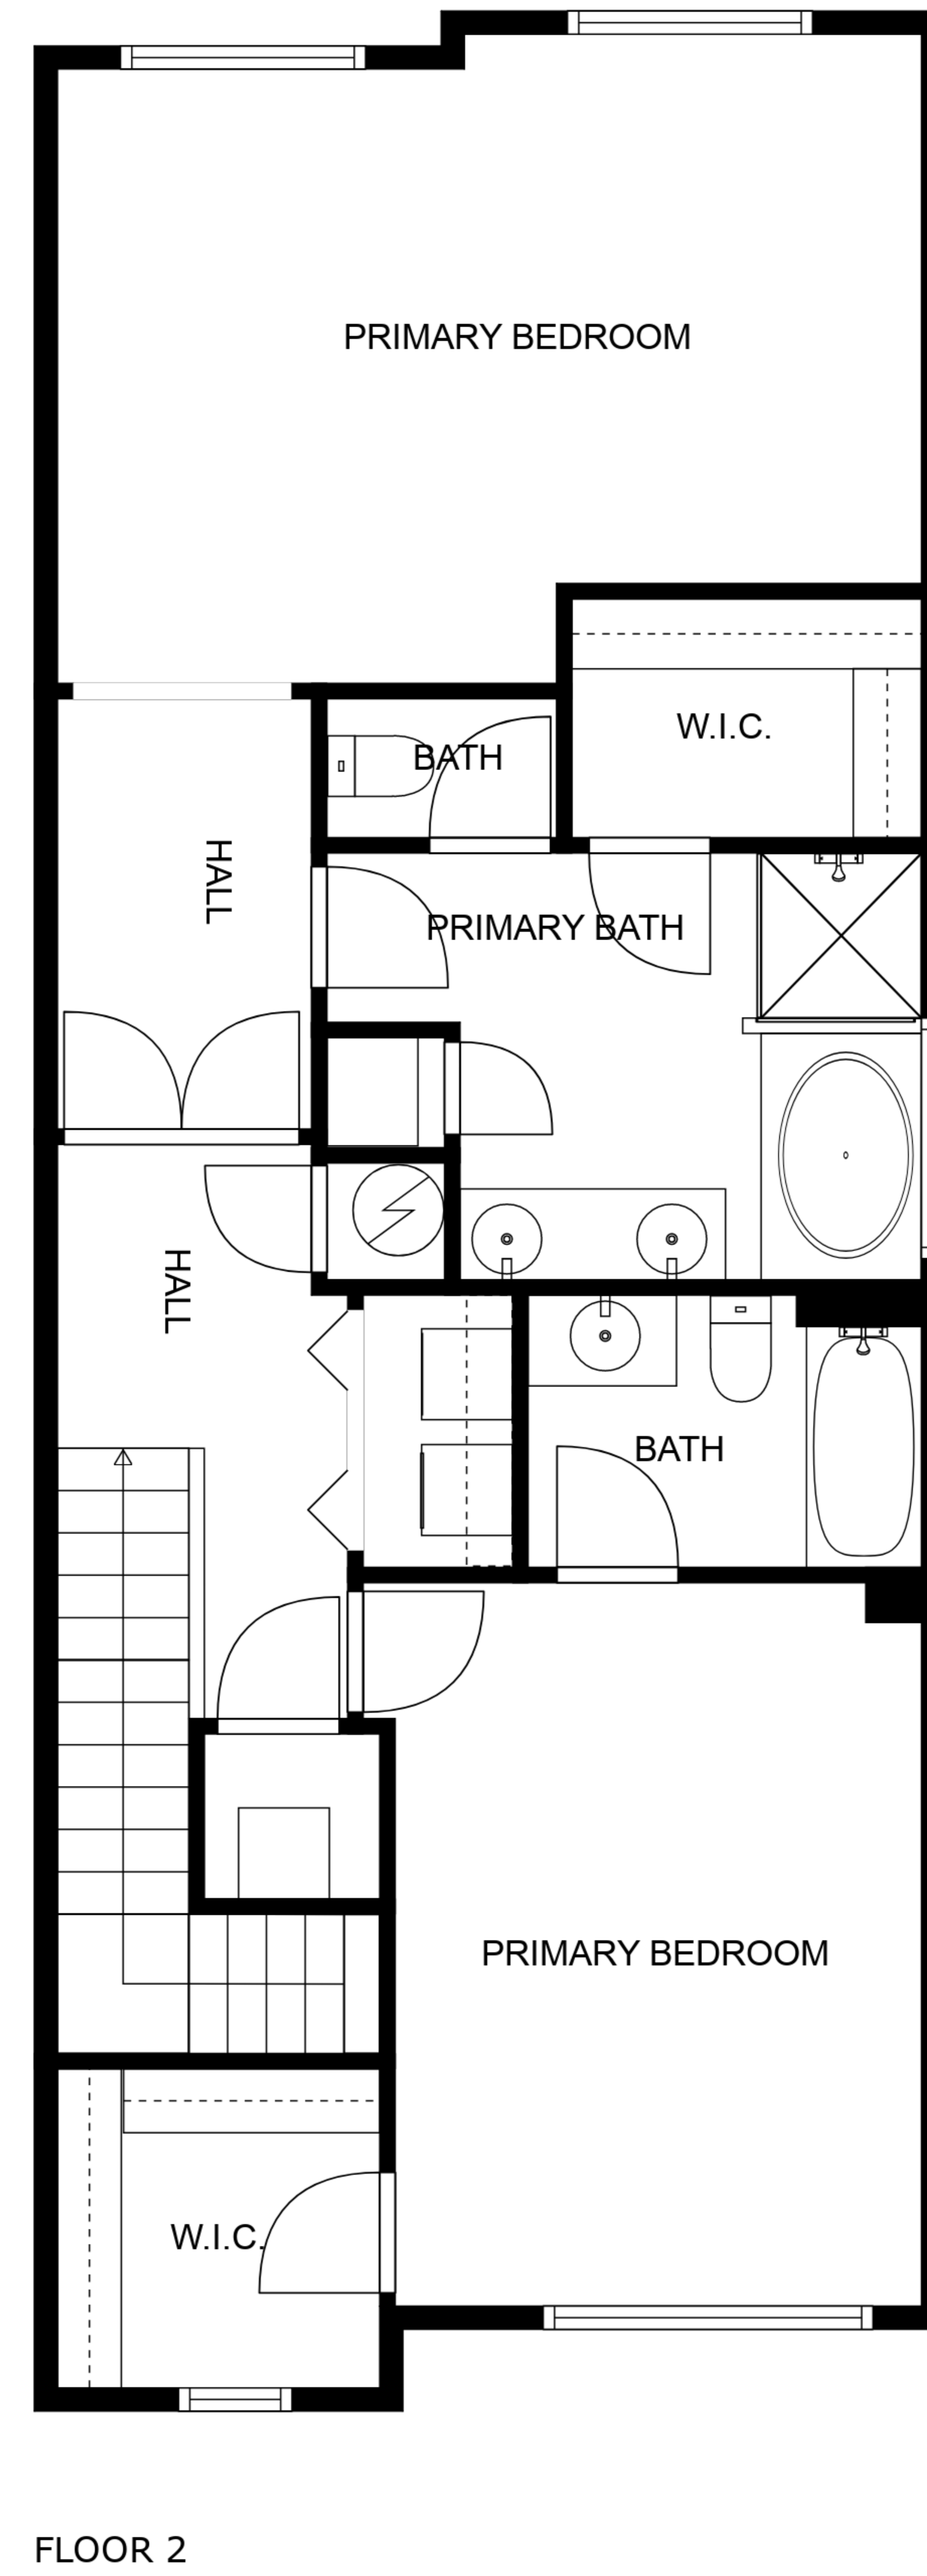 PRIMARY BEDROOM
W.I.C.
BATH
HALL
PRIMARY BATH
HALL
BATH
PRIMARY BEDROOM
W.I.C.
FLOOR 2